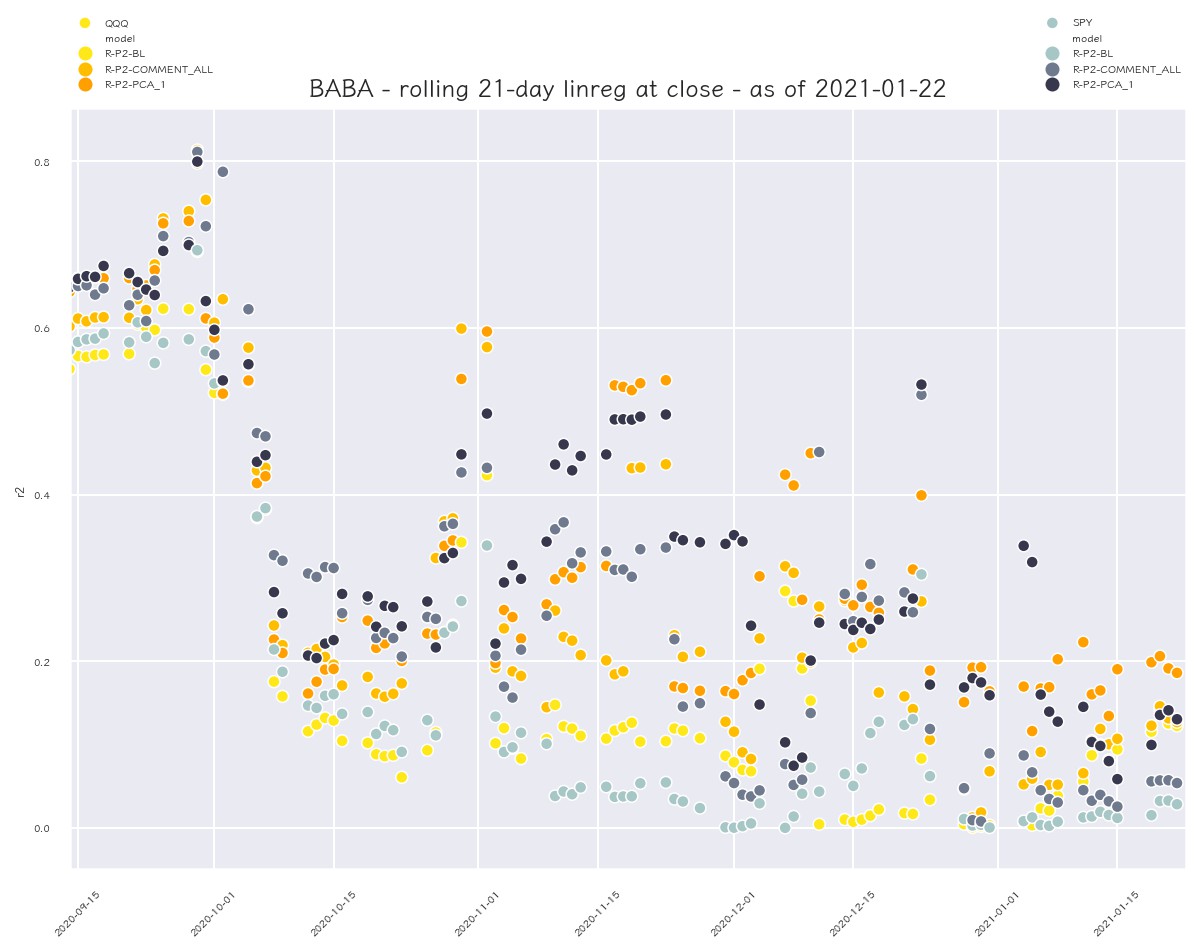 QQQ
model
R-P2-BL
R-P2-COMMENT_ALL
R-P2-PCA_1
SPY
model
R-P2-BL
R-P2-COMMENT_ALL
R-P2-PCA_1
BABA - rolling 21-day linreg at close - as of 2021-01-22
0.8
0.6
0.4
0.2
0.0
r2
2020-09-15
2020-10-01
2020-10-15
2020-11-01
2020-11-15
2020-12-01
2020-12-15
2021-01-01
2021-01-15